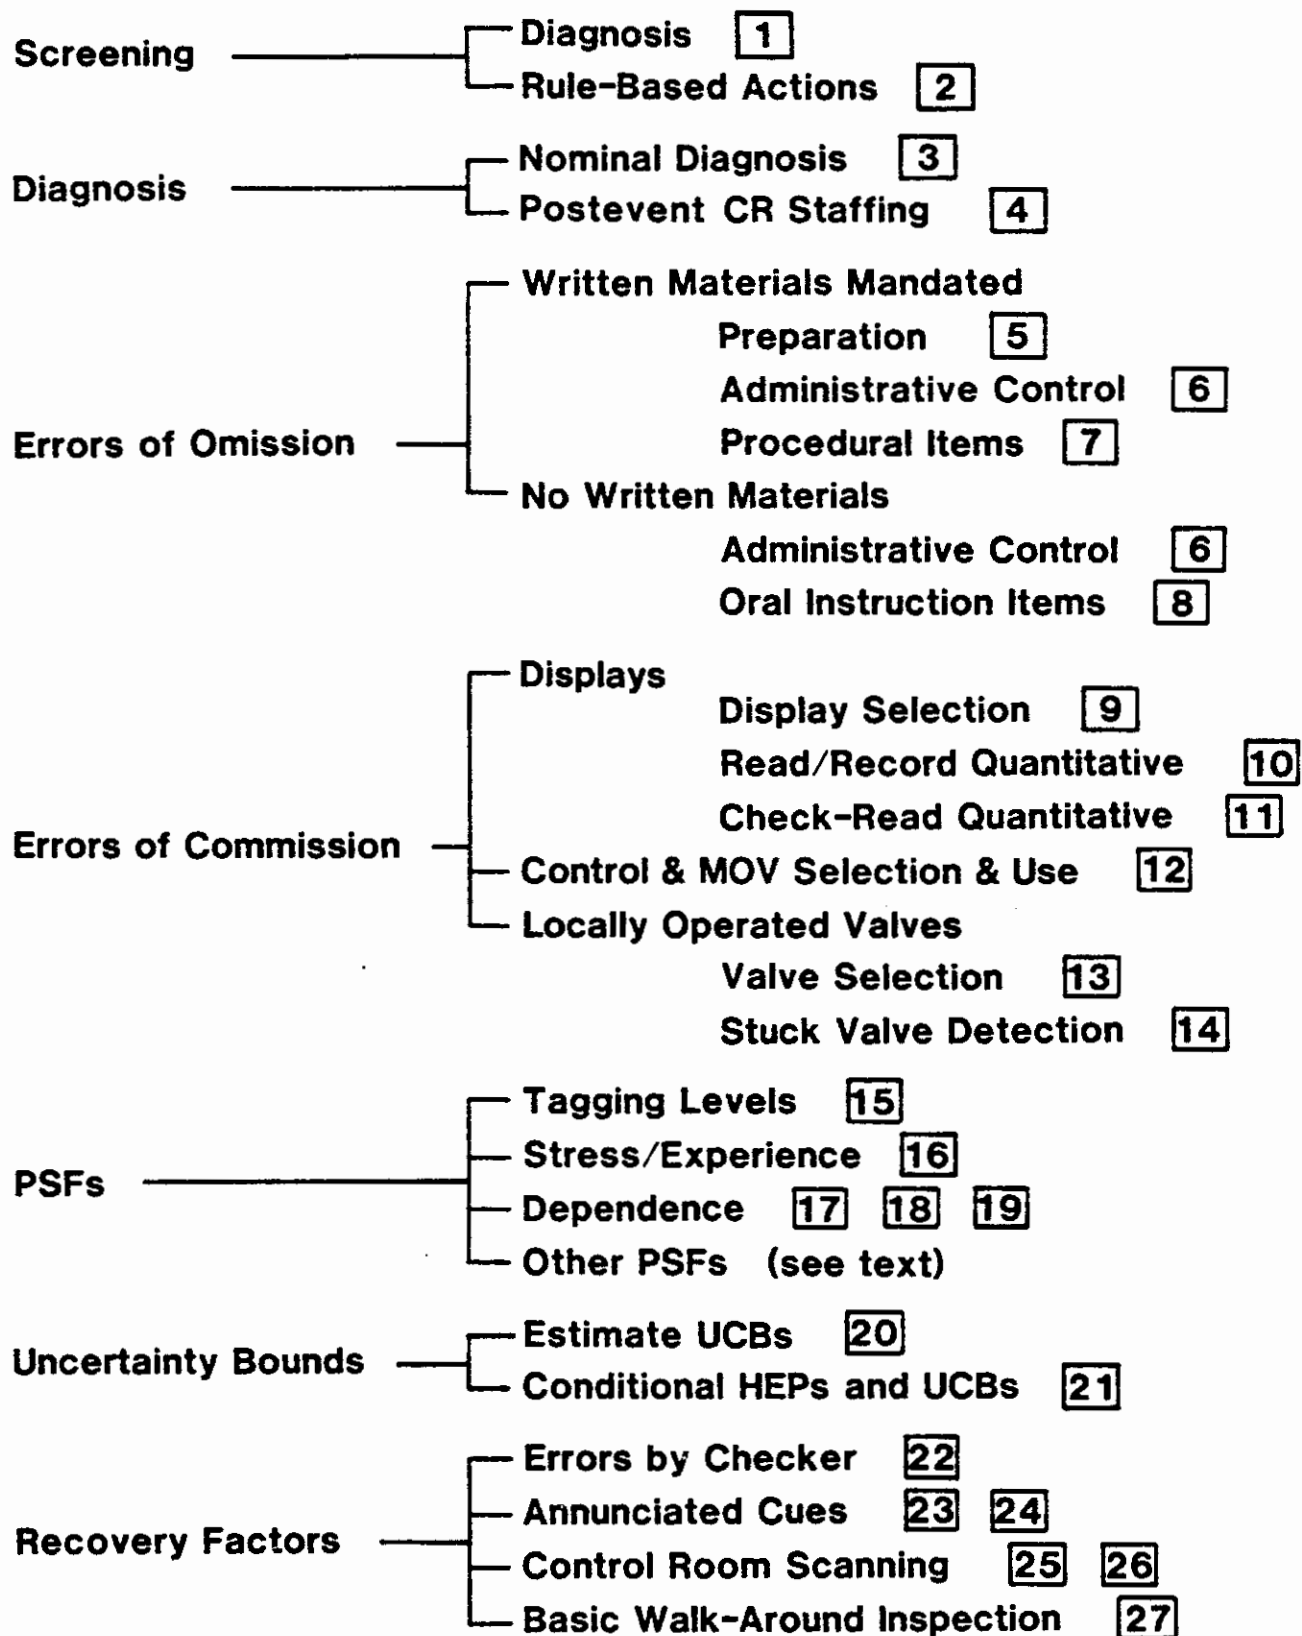 Screening
Diagnosis 1
Rule-Based Actions 2
Diagnosis
Nominal Diagnosis 3
Postevent CR Staffing 4
Errors of Omission
Written Materials Mandated
Preparation 5
Administrative Control 6
Procedural Items 7
No Written Materials
Administrative Control 6
Oral Instruction Items 8
Errors of Commission
Displays
Display Selection 9
Read/Record Quantitative 10
Check-Read Quantitative 11
Control & MOV Selection & Use 12
Locally Operated Valves
Valve Selection 13
Stuck Valve Detection 14
PSFs
Tagging Levels 15
Stress/Experience 16
Dependence 17 18 19
Other PSFs (see text)
Uncertainty Bounds
Estimate UCBs 20
Conditional HEPs and UCBs 21
Recovery Factors
Errors by Checker 22
Annunciated Cues 23 24
Control Room Scanning 25 26
Basic Walk-Around Inspection 27